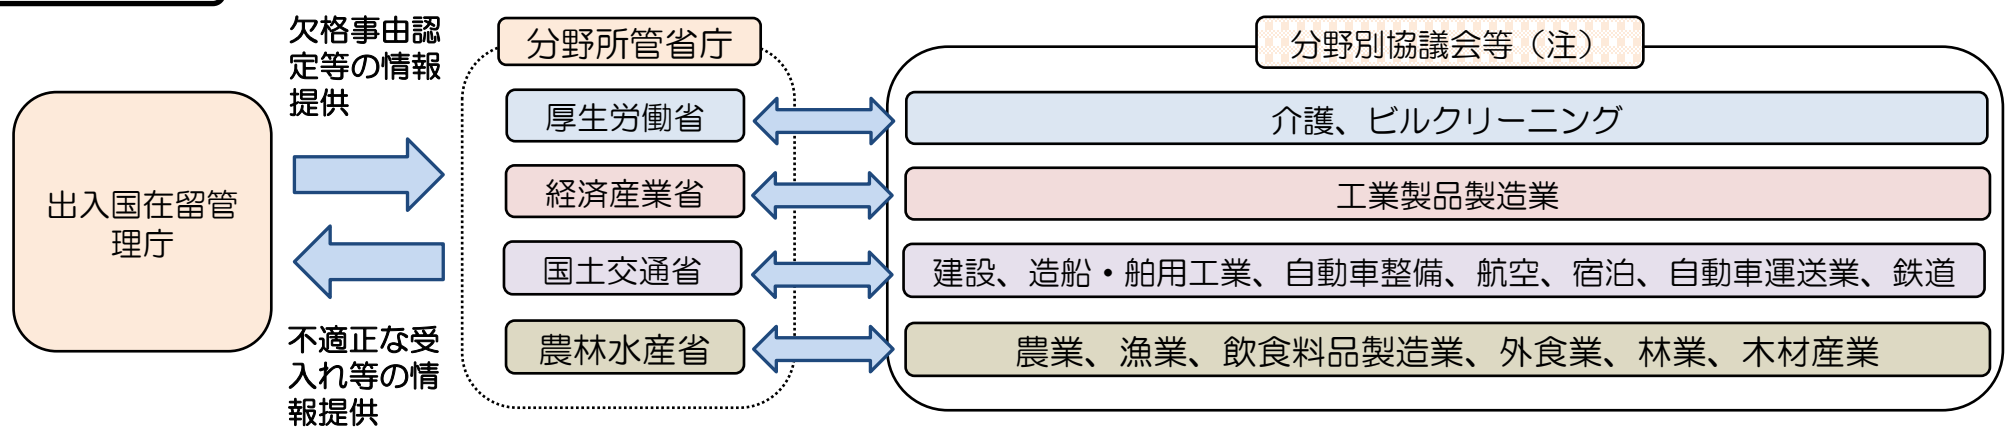 欠格事由認
定等の情報
提供
分野所管省庁
分野別協議会等（注）
出入国在留管
理庁
厚生労働省
介護、ビルクリーニング
経済産業省
工業製品製造業
国土交通省
建設、造船・舶用工業、自動車整備、航空、宿泊、自動車運送業、鉄道
農林水産省
農業、漁業、飲食料品製造業、外食業、林業、木材産業
不適正な受
入れ等の情
報提供